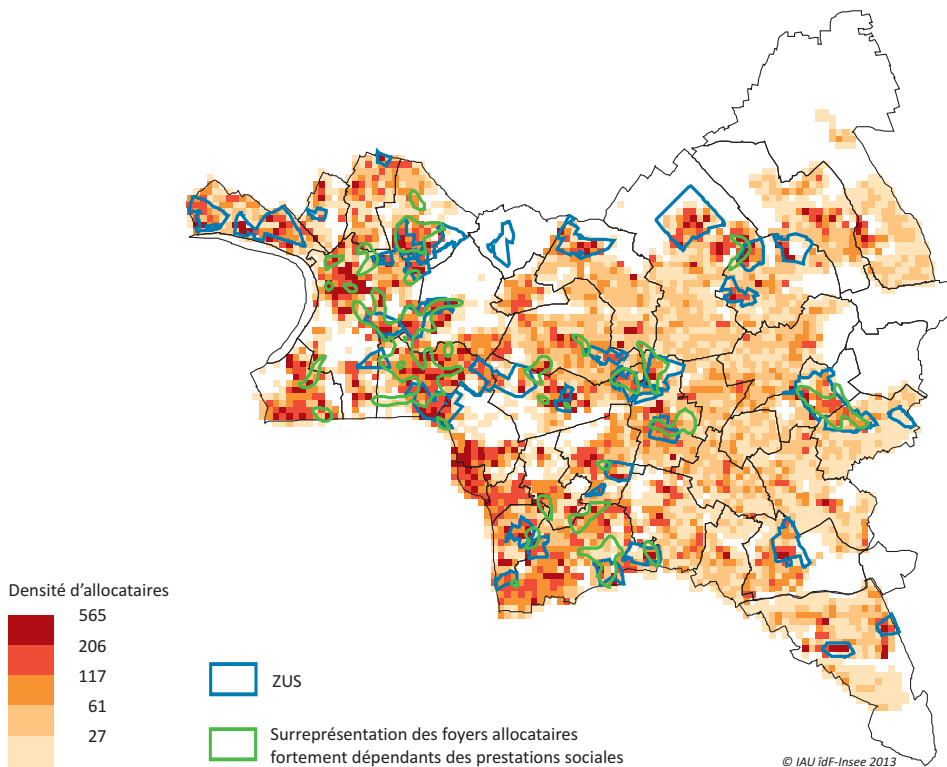 Densité d'allocataires
565
206
117
61
27
ZUS
Surreprésentation des foyers allocataires
fortement dépendants des prestations sociales
© IAU îdF-Insee 2013